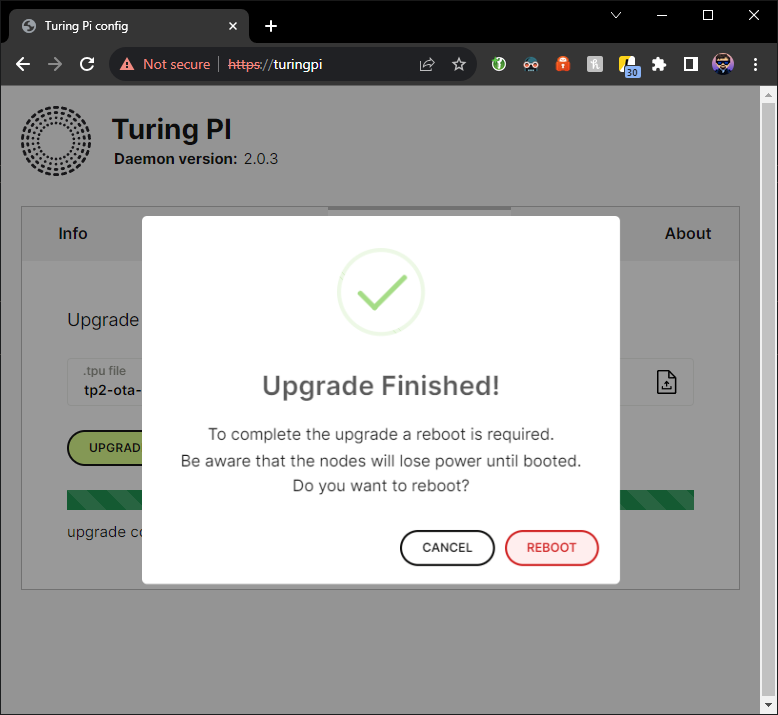 Turing Pi config
Not secure
https://turingpi
30
Turing PI
Daemon version: 2.0.3
Info
About
Upgrade
.tpu file
tp2-ota-
UPGRAD
upgrade co
Upgrade Finished!
To complete the upgrade a reboot is required.
Be aware that the nodes will lose power until booted.
Do you want to reboot?
CANCEL
REBOOT